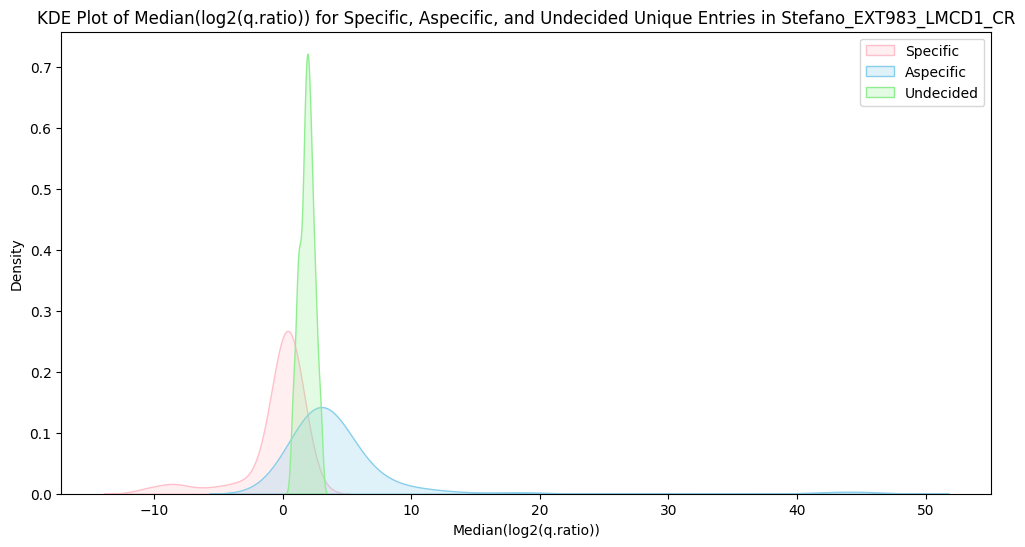 KDE Plot of Median(log2(q.ratio)) for Specific, Aspecific, and Undecided Unique Entries in Stefano_EXT983_LMCD1_CR
Specific
Aspecific
Undecided
Density
0.7
0.6
0.5
0.4
0.3
0.2
0.1
0.0
−10
0
10
20
30
40
50
Median(log2(q.ratio))